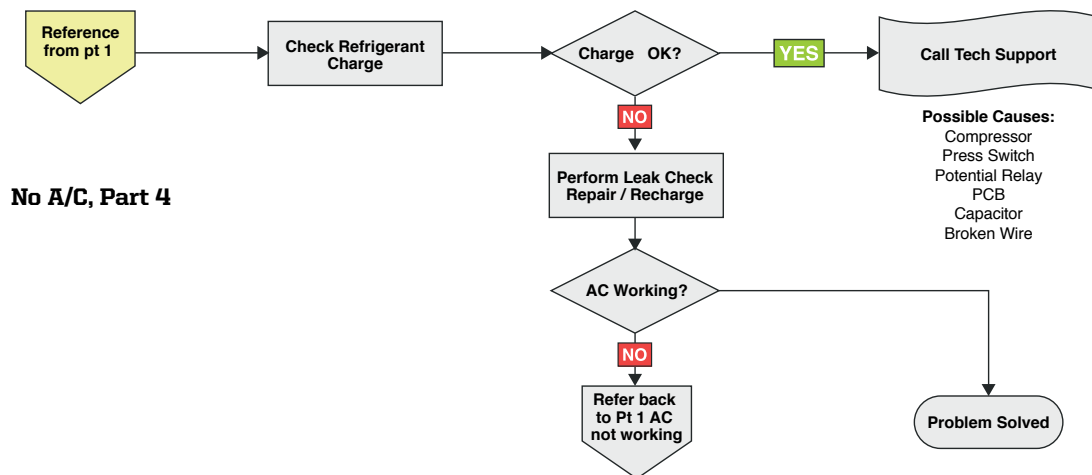 Reference
from pt 1
Check Refrigerant
Charge
Charge OK?
YES
Call Tech Support
Possible Causes:
Compressor
Press Switch
Potential Relay
PCB
Capacitor
Broken Wire
NO
Perform Leak Check
Repair / Recharge
No A/C, Part 4
AC Working?
NO
Refer back
to Pt 1 AC
not working
Problem Solved